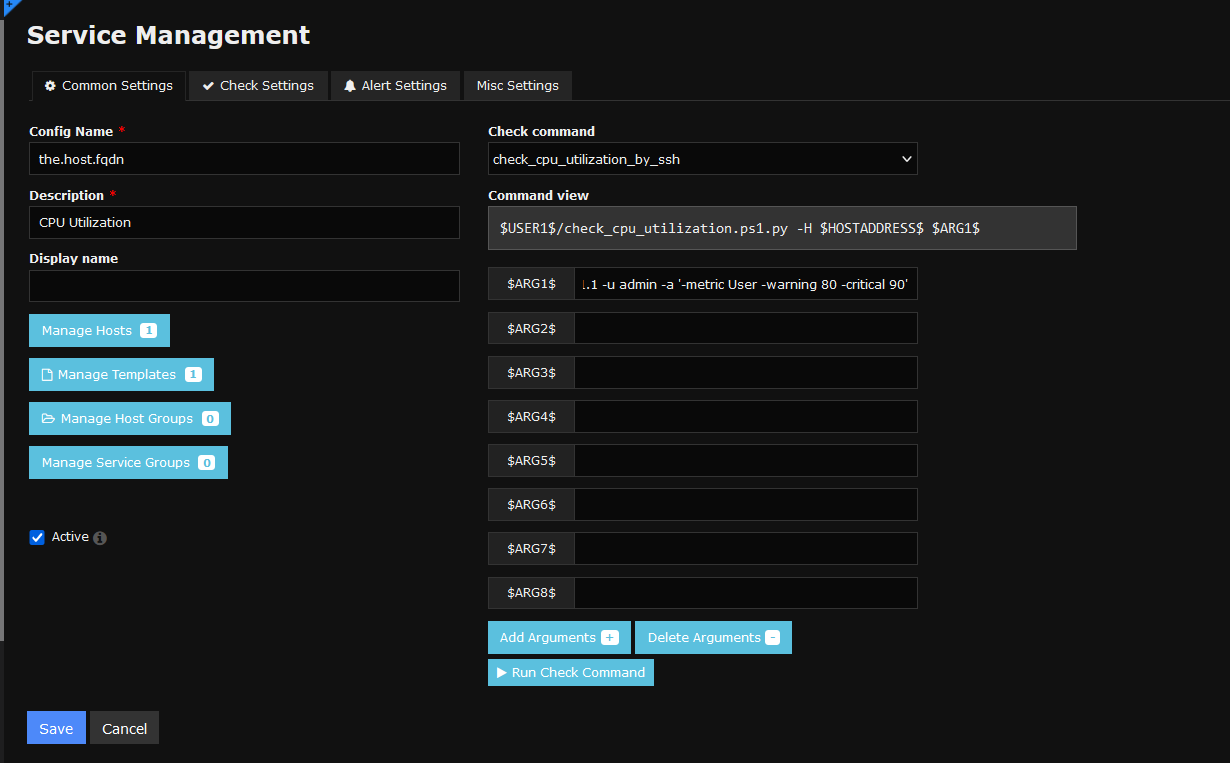 Service Management
Common Settings
Check Settings
Alert Settings
Misc Settings
Config Name *
the.host.fqdn
Description *
CPU Utilization
Display name
Manage Hosts 1
Manage Templates 1
Manage Host Groups 0
Manage Service Groups 0
Active
Check command
check_cpu_utilization_by_ssh
Command view
$USER1$/check_cpu_utilization.ps1.py -H $HOSTADDRESS$ $ARG1$
$ARG1$ .1 -u admin -a '-metric User -warning 80 -critical 90'
$ARG2$
$ARG3$
$ARG4$
$ARG5$
$ARG6$
$ARG7$
$ARG8$
Add Arguments +
Delete Arguments -
Run Check Command
Save
Cancel